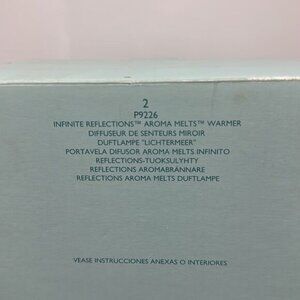 2
P9226
INFINITE REFLECTIONS™ AROMA MELTS™ WARMER
DIFFUSEUR DE SENTEURS MIROIR
DUFTLAMPE "LICHTERMEER"
PORTAVELA DIFUSOR AROMA MELTS INFINITO
REFLECTIONS-TUOKSULYHTY
REFLECTIONS AROMABRÄNNARE
REFLECTIONS AROMA MELTS DUFTLAMPE
VEASE INSTRUCCIONES ANEXAS O INTERIORES